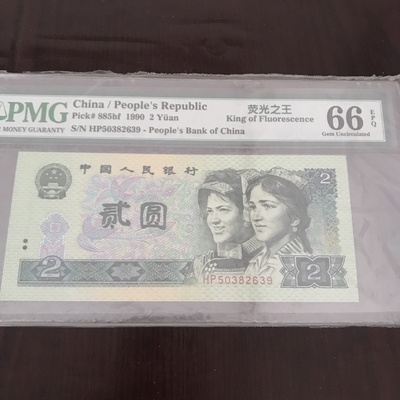 PMG
MONEY GUARANTY
China / People's Republic
Pick# 885bf 1990 2 Yüan
S/N HP50382639 - People's Bank of China
荧光之王
King of Fluorescence
66 EPQ
Gem Uncirculated
中国人民银行
贰圆
2
2
2
HP50382639